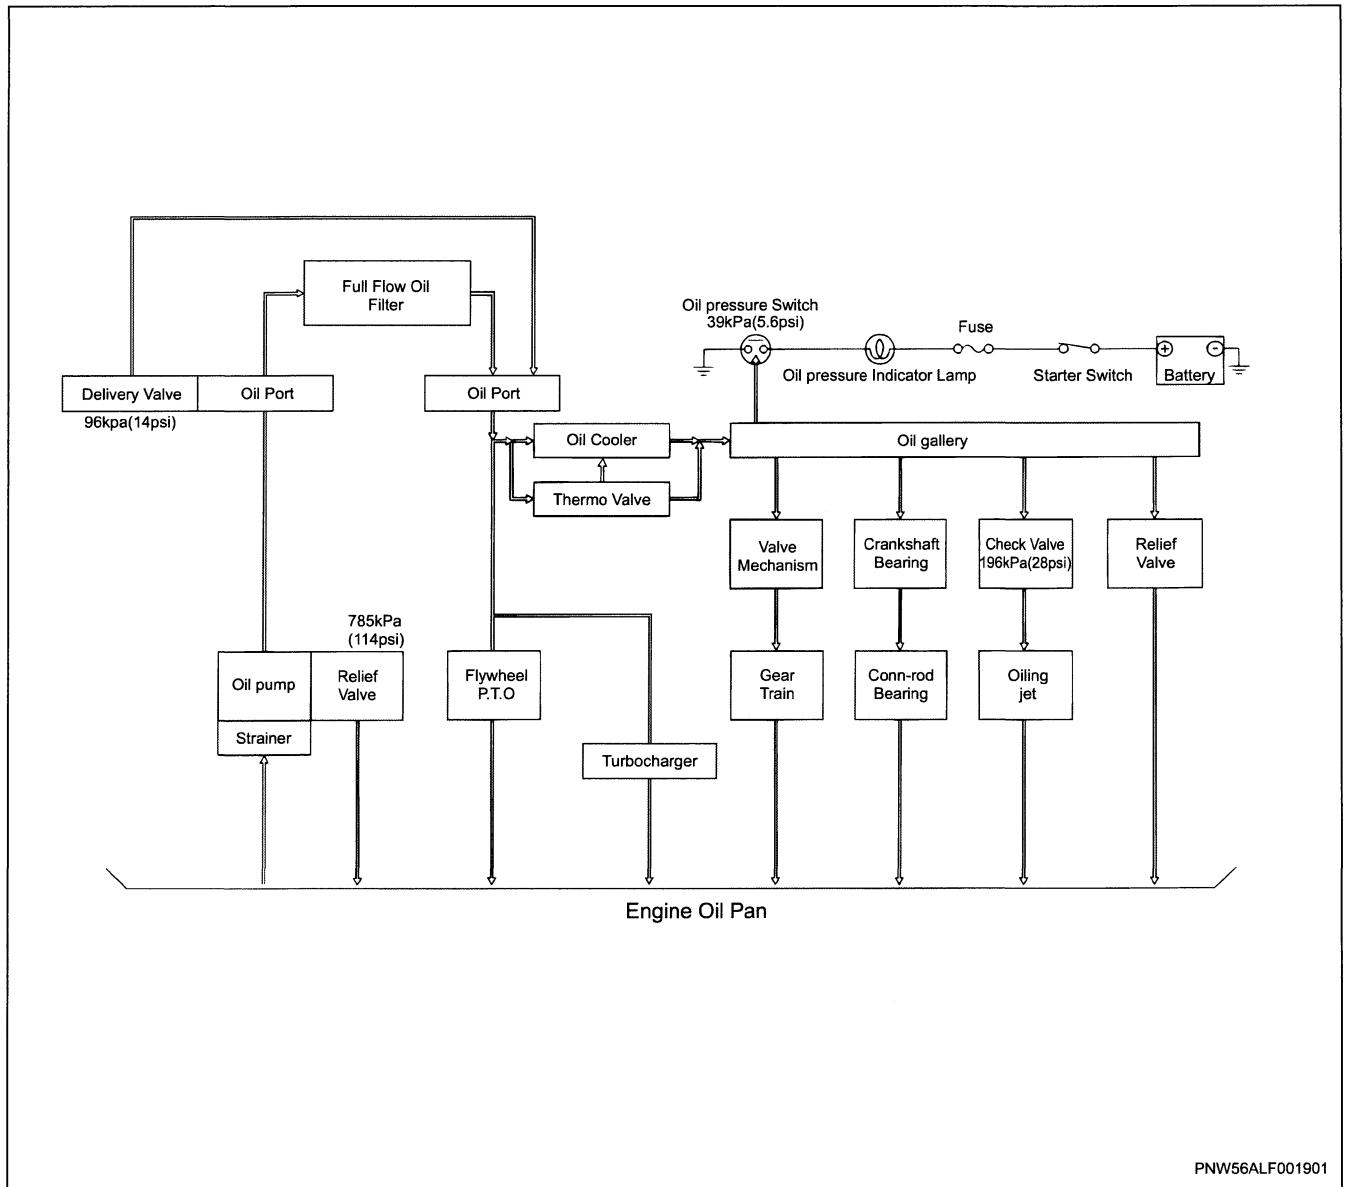 Full Flow Oil
Filter
Oil pressure Switch
39kPa(5.6psi)
Fuse
Delivery Valve
Oil Port
Oil Port
Oil pressure Indicator Lamp
Starter Switch
+
-
Battery
96kpa(14psi)
Oil Cooler
Oil gallery
Thermo Valve
Valve
Mechanism
Crankshaft
Bearing
Check Valve
196kPa(28psi)
Relief
Valve
785kPa
(114psi)
Oil pump
Relief
Valve
Flywheel
P.T.O
Gear
Train
Conn-rod
Bearing
Oiling
jet
Strainer
Turbocharger
Engine Oil Pan
PNW56ALF001901